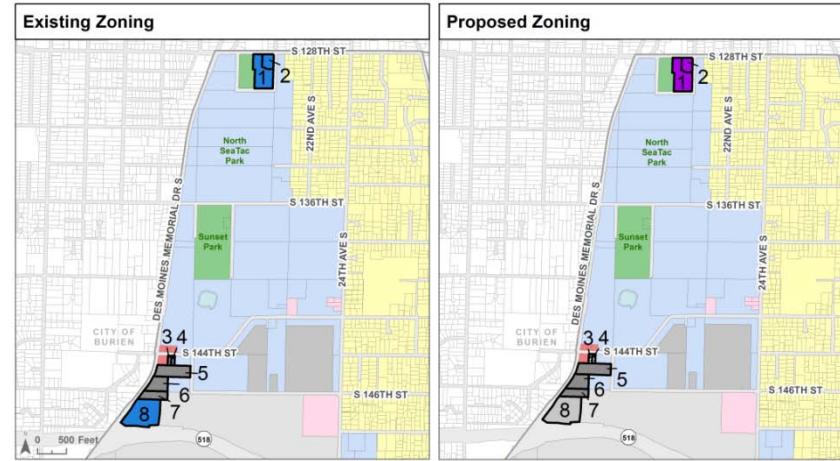 Existing Zoning
S 128TH ST
1
2
22ND AVE S
North
SeaTac
Park
DES MOINES MEMORIAL DR S
S 136TH ST
Sunset
Park
24TH AVE S
CITY OF
BURIEN
3 4
S 144TH ST
5
6
S 146TH ST
7
8
518
0 500 Feet
N
Proposed Zoning
S 128TH ST
1
2
22ND AVE S
North
SeaTac
Park
DES MOINES MEMORIAL DR S
S 136TH ST
Sunset
Park
24TH AVE S
CITY OF
BURIEN
3 4
S 144TH ST
5
6
S 146TH ST
7
8
518